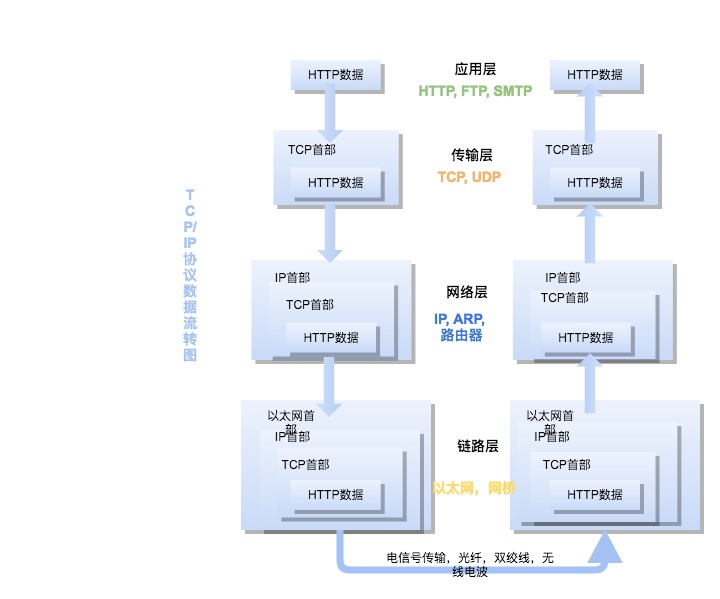 HTTP数据
应用层
HTTP, FTP, SMTP
HTTP数据
TCP首部
HTTP数据
传输层
TCP, UDP
TCP首部
HTTP数据
T
C
P/
IP
协
议
数
据
流
转
图
IP首部
TCP首部
HTTP数据
网络层
IP, ARP,
路由器
IP首部
TCP首部
HTTP数据
以太网首
部
IP首部
TCP首部
HTTP数据
链路层
以太网，网桥
以太网首
部
IP首部
TCP首部
HTTP数据
电信号传输，光纤，双绞线，无
线电波